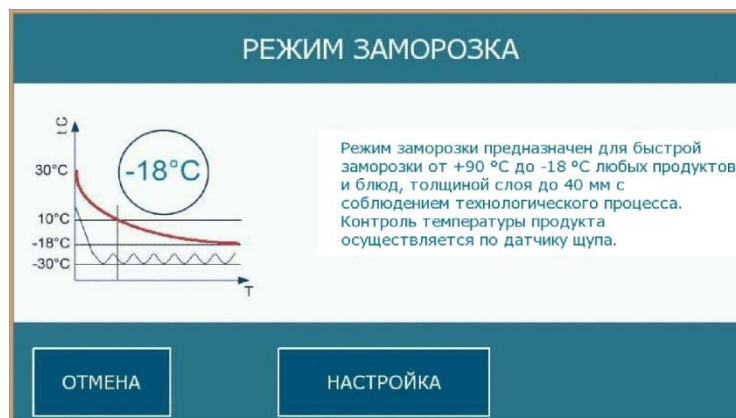 РЕЖИМ ЗАМОРОЗКА
t,C
30°C
10°C
-18°C
-30°C
T
-18°C
Режим заморозки предназначен для быстрой
заморозки от +90 °С до -18 °С любых продуктов
и блюд, толщиной слоя до 40 мм с
соблюдением технологического процесса.
Контроль температуры продукта
осуществляется по датчику щупа.
ОТМЕНА
НАСТРОЙКА